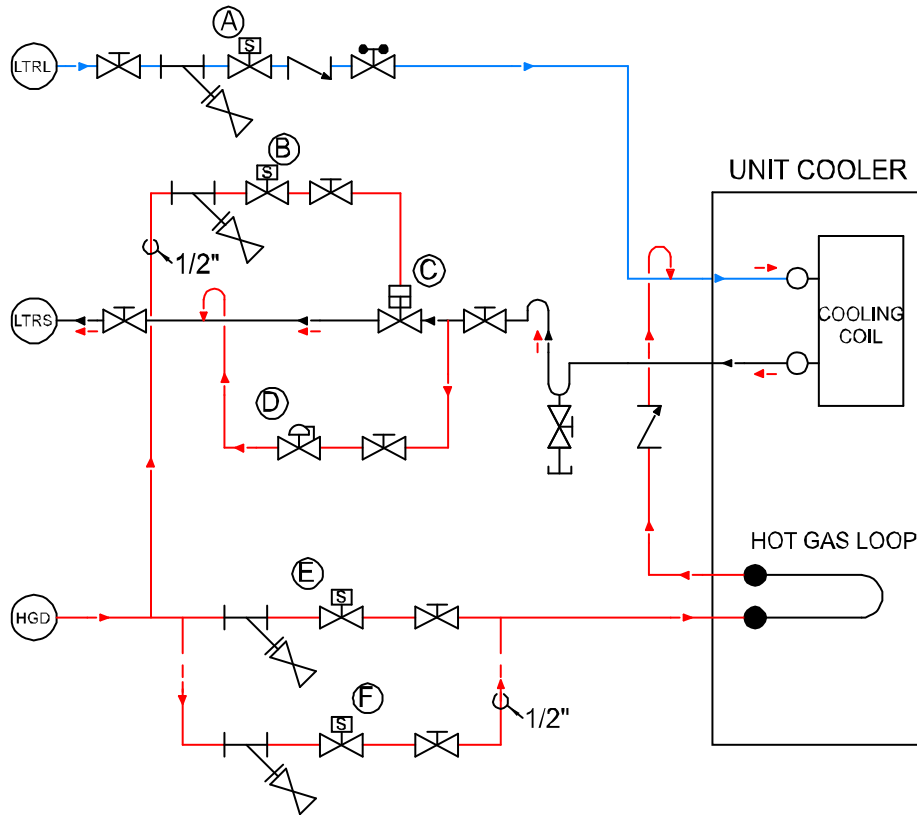 A
S
LTRL
B
S
UNIT COOLER
1/2"
C
LTRS
COOLING
COIL
D
HOT GAS LOOP
E
S
HGD
F
S
1/2"